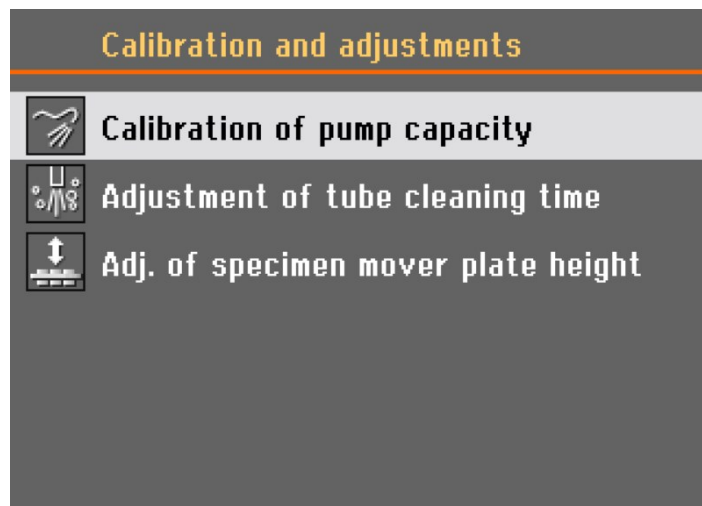 Calibration and adjustments
Calibration of pump capacity
Adjustment of tube cleaning time
Adj. of specimen mover plate height